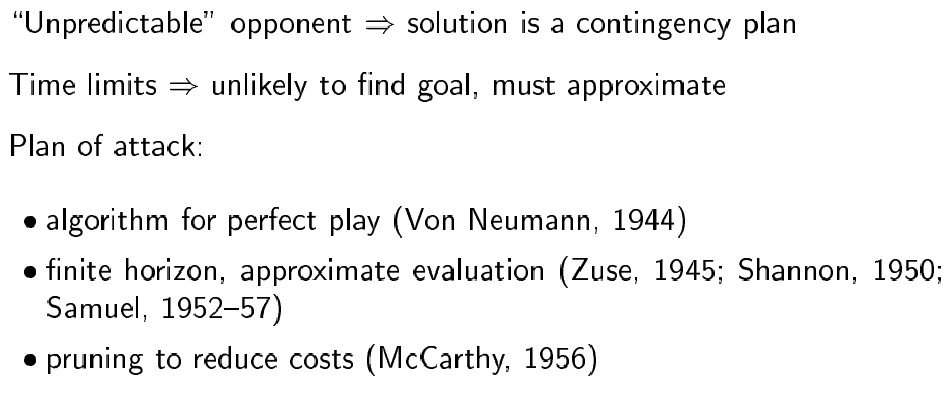 “Unpredictable” opponent ⇒ solution is a contingency plan
Time limits ⇒ unlikely to find goal, must approximate
Plan of attack:
• algorithm for perfect play (Von Neumann, 1944)
• finite horizon, approximate evaluation (Zuse, 1945; Shannon, 1950;
Samuel, 1952–57)
• pruning to reduce costs (McCarthy, 1956)